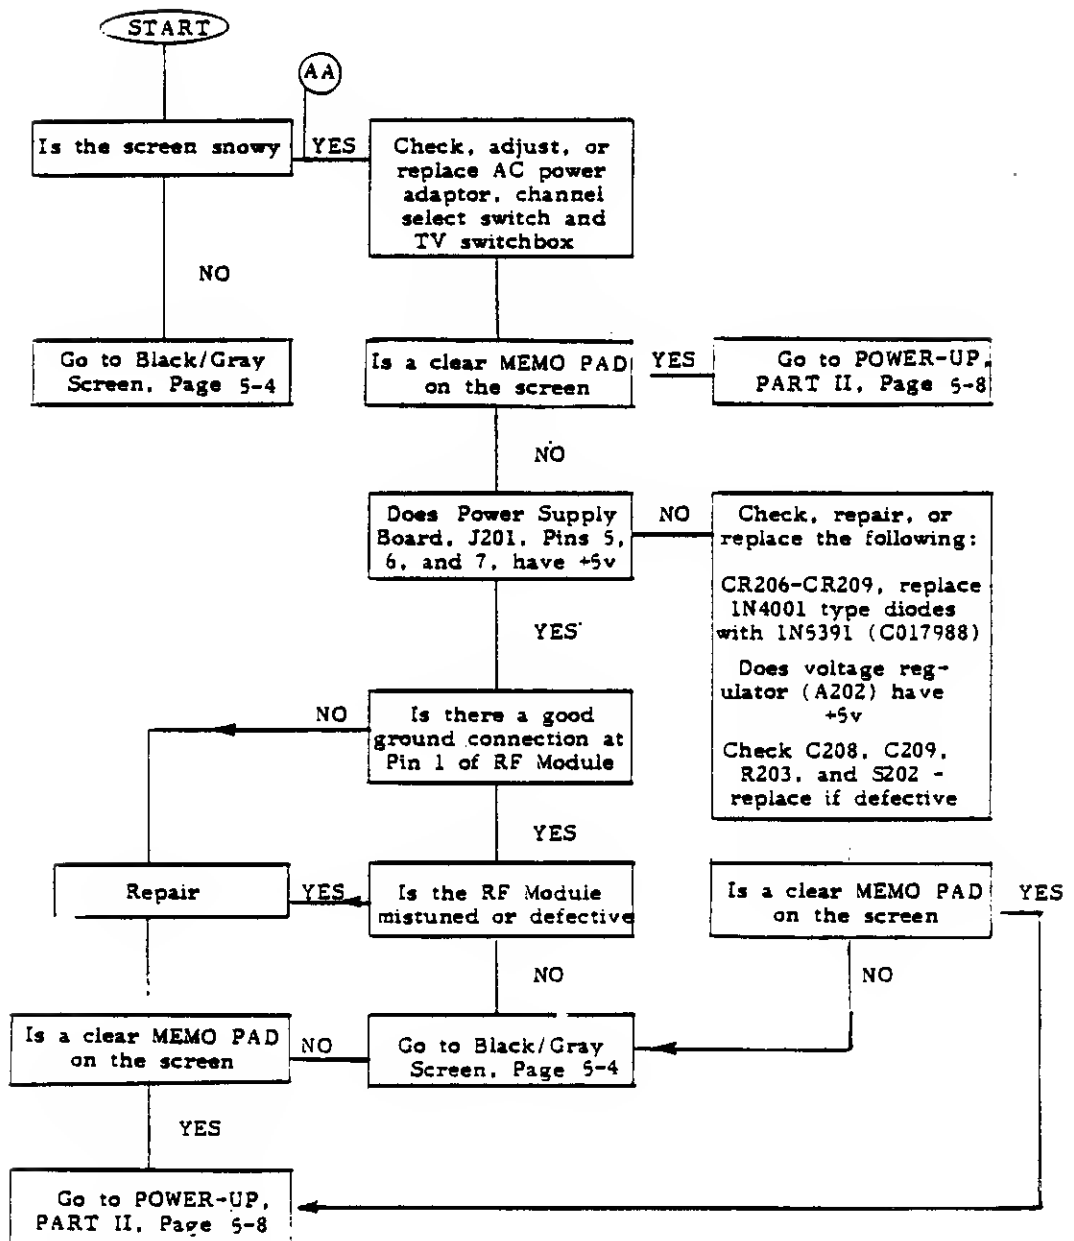 START
AA
Is the screen snowy
YES
Check, adjust, or
replace AC power
adaptor, channel
select switch and
TV switchbox
NO
Go to Black/Gray
Screen, Page 5-4
Is a clear MEMO PAD
on the screen
YES
Go to POWER-UP,
PART II, Page 5-8
NO
Does Power Supply
Board, J201, Pins 5,
6, and 7, have +5v
NO
Check, repair, or
replace the following:
CR206-CR209, replace
1N4001 type diodes
with 1N5391 (C017988)
Does voltage reg-
ulator (A202) have
+5v
Check C208, C209,
R203, and S202 -
replace if defective
YES
Is there a good
ground connection at
Pin 1 of RF Module
NO
YES
Repair
YES
Is the RF Module
mistuned or defective
Is a clear MEMO PAD
on the screen
YES
NO
NO
Is a clear MEMO PAD
on the screen
NO
Go to Black/Gray
Screen, Page 5-4
YES
Go to POWER-UP,
PART II, Page 5-8